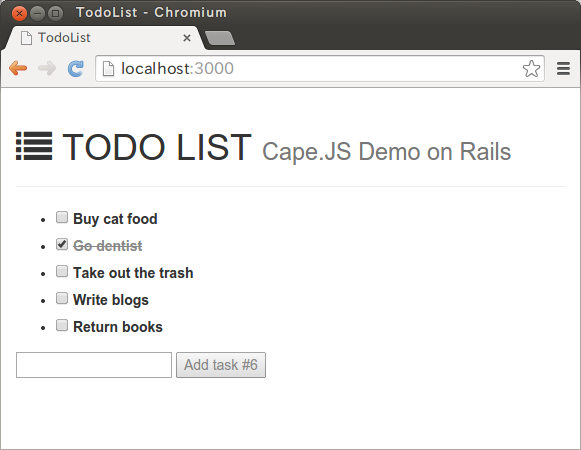 TodoList - Chromium
TodoList
localhost:3000
TODO LIST Cape.JS Demo on Rails
Buy cat food
Go dentist
Take out the trash
Write blogs
Return books
Add task #6